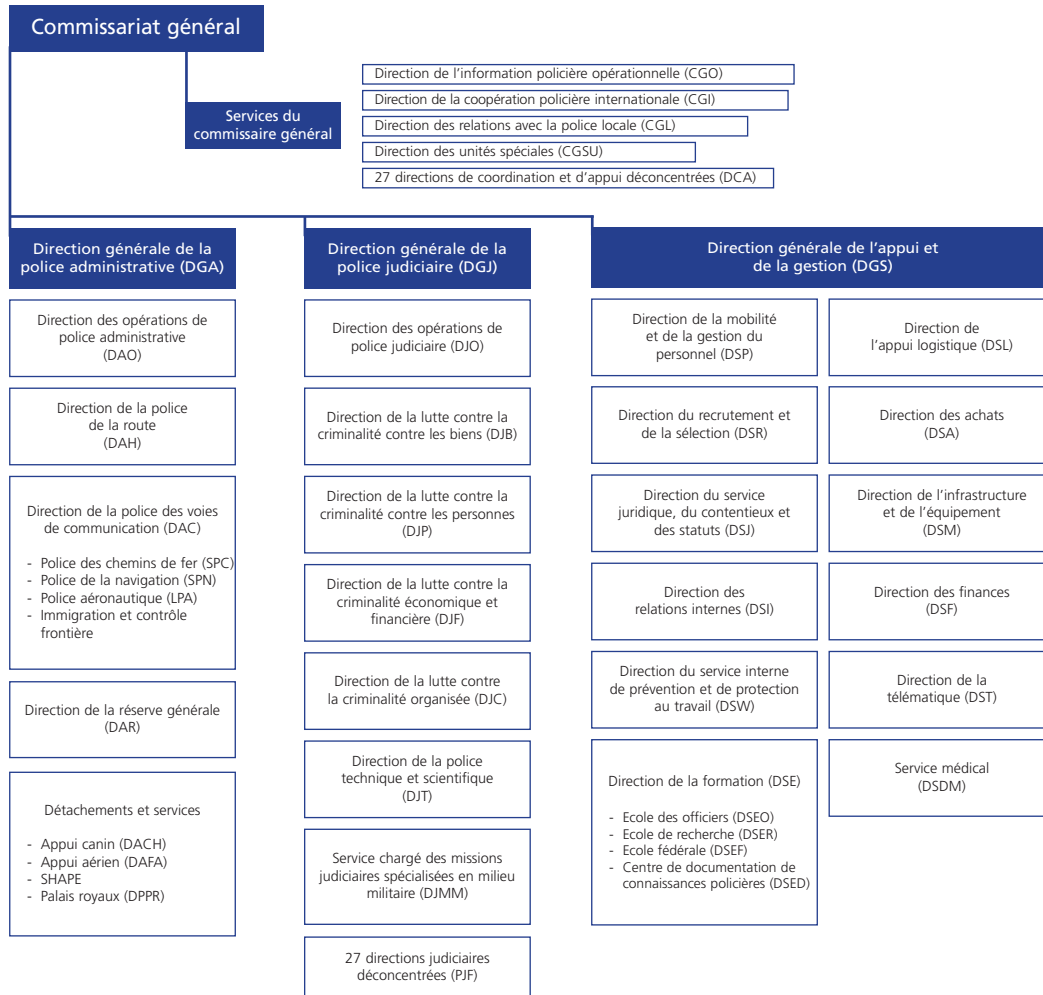 Commissariat général
Services du
commissaire général
Direction de l'information policière opérationnelle (CGO)
Direction de la coopération policière internationale (CGI)
Direction des relations avec la police locale (CGL)
Direction des unités spéciales (CGSU)
27 directions de coordination et d'appui déconcentrées (DCA)
Direction générale de la
police administrative (DGA)
Direction des opérations de
police administrative
(DAO)
Direction de la police
de la route
(DAH)
Direction de la police des voies
de communication (DAC)
- Police des chemins de fer (SPC)
- Police de la navigation (SPN)
- Police aéronautique (LPA)
- Immigration et contrôle
frontière
Direction de la réserve générale
(DAR)
Détachements et services
- Appui canin (DACH)
- Appui aérien (DAFA)
- SHAPE
- Palais royaux (DPPR)
Direction générale de la
police judiciaire (DGJ)
Direction des opérations de
police judiciaire (DJO)
Direction de la lutte contre la
criminalité contre les biens (DJB)
Direction de la lutte contre la
criminalité contre les personnes
(DJP)
Direction de la lutte contre la
criminalité économique et
financière (DJF)
Direction de la lutte contre
la criminalité organisée (DJC)
Direction de la police
technique et scientifique
(DJT)
Service chargé des missions
judiciaires spécialisées en milieu
militaire (DJMM)
27 directions judiciaires
déconcentrées (PJF)
Direction générale de l'appui et
de la gestion (DGS)
Direction de la mobilité
et de la gestion du
personnel (DSP)
Direction du recrutement et
de la sélection (DSR)
Direction du service
juridique, du contentieux et
des statuts (DSJ)
Direction des
relations internes (DSI)
Direction du service interne
de prévention et de protection
au travail (DSW)
Direction de la formation (DSE)
- Ecole des officiers (DSEO)
- Ecole de recherche (DSER)
- Ecole fédérale (DSEF)
- Centre de documentation de
connaissances policières (DSED)
Direction de
l'appui logistique (DSL)
Direction des achats
(DSA)
Direction de l'infrastructure
et de l'équipement
(DSM)
Direction des finances
(DSF)
Direction de la
télématique (DST)
Service médical
(DSDM)